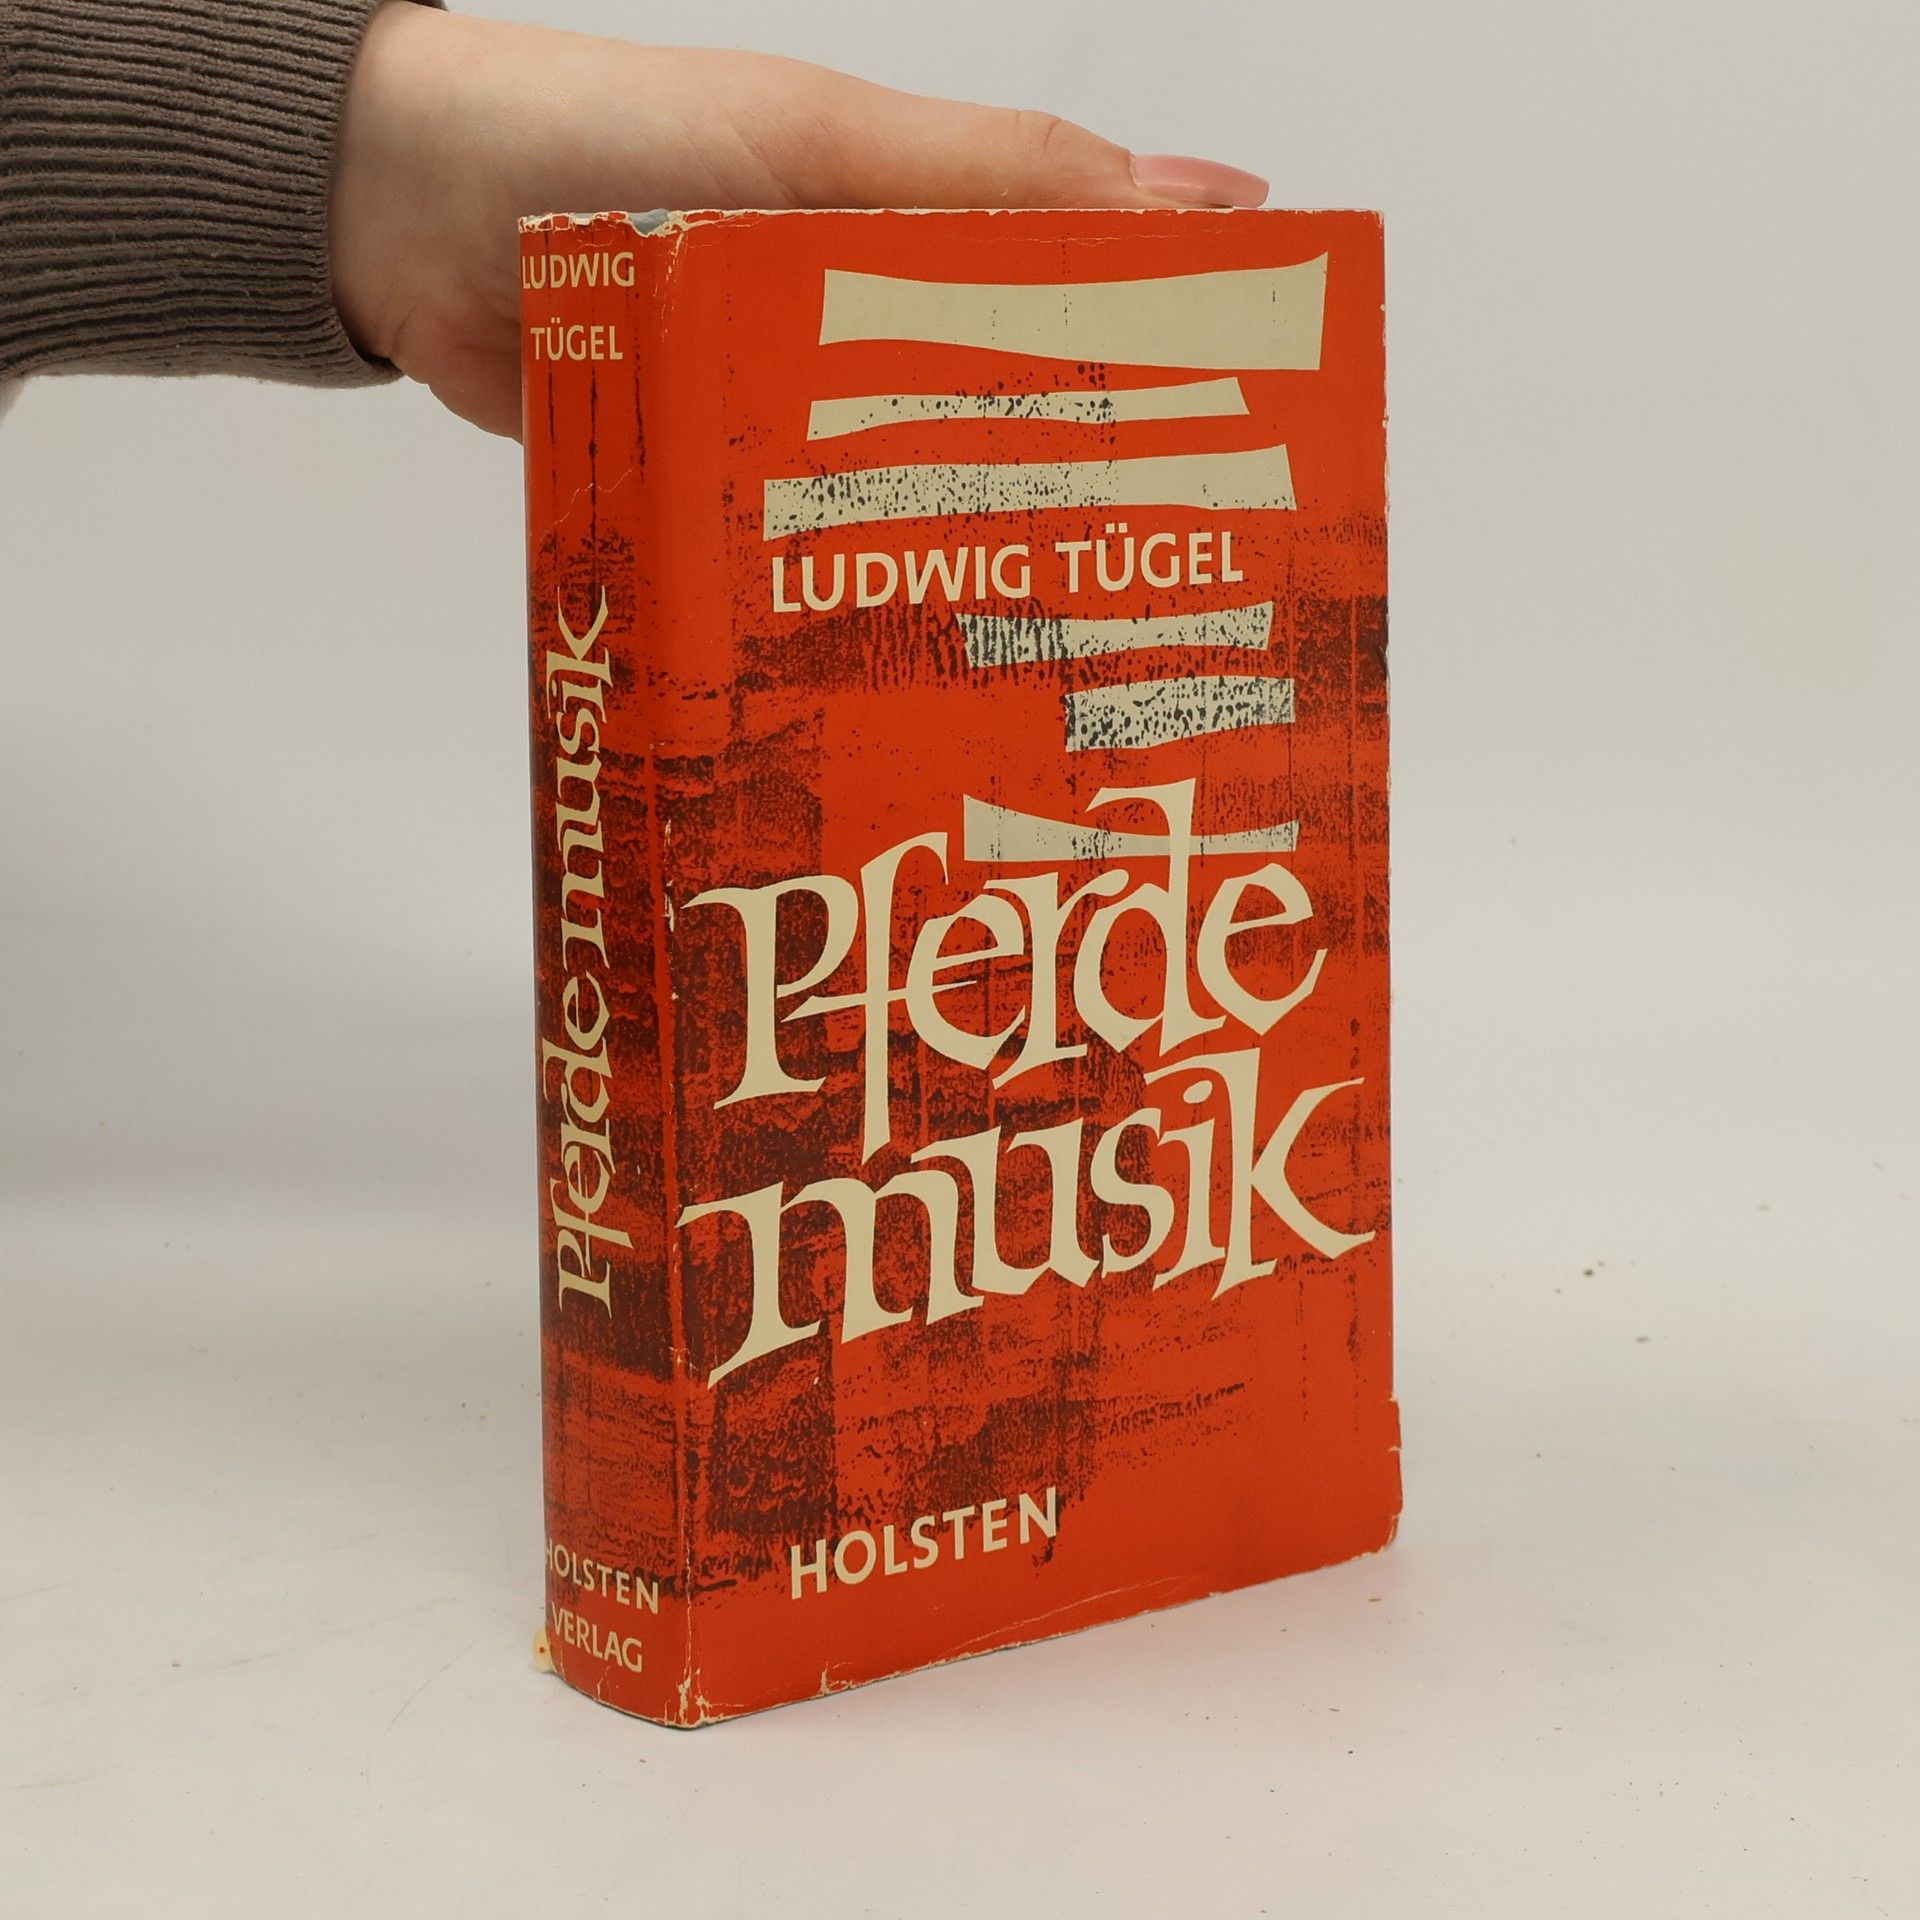 LUDWIG
TÜGEL
Pferdemusik
HOLSTEN
VERLAG
LUDWIG TÜGEL
Pferde
musik
HOLSTEN